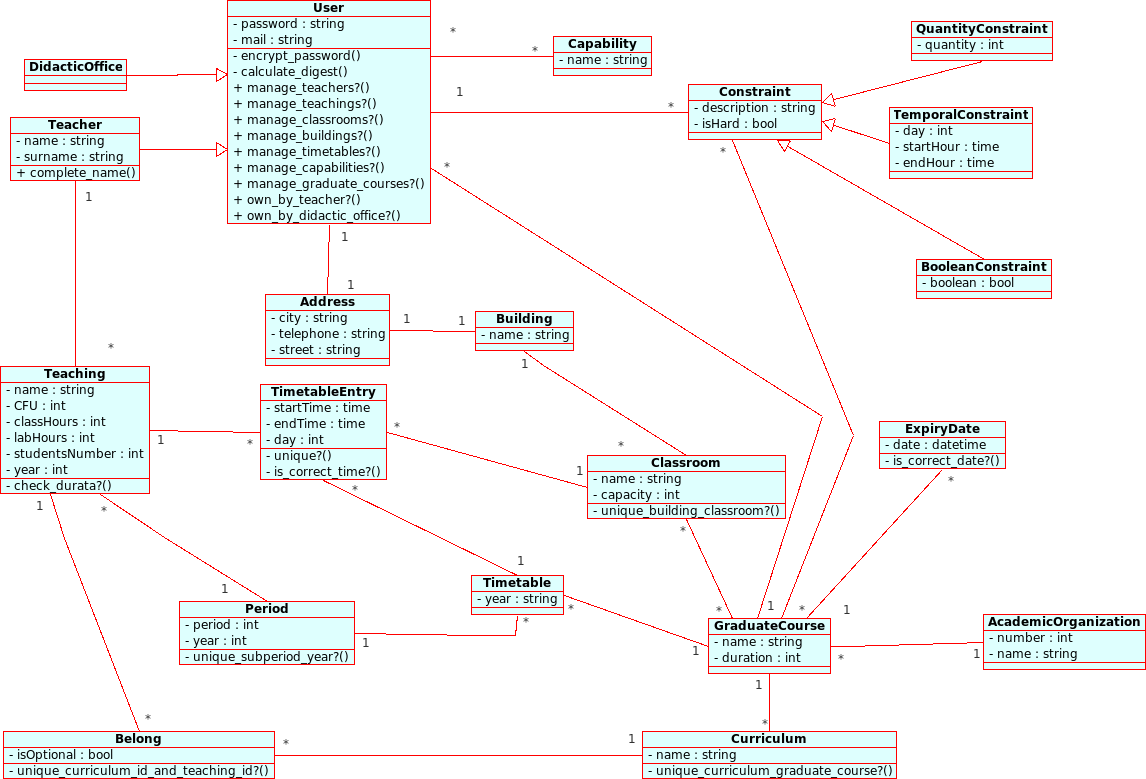 User
- password : string
- mail : string
- encrypt_password()
- calculate_digest()
+ manage_teachers?()
+ manage_teachings?()
+ manage_classrooms?()
+ manage_buildings?()
+ manage_timetables?()
+ manage_capabilities?()
+ manage_graduate_courses?()
+ own_by_teacher?()
+ own_by_didactic_office?()
DidacticOffice
Teacher
- name : string
- surname : string
+ complete_name()
*
*
Capability
- name : string
1
*
Constraint
- description : string
- isHard : bool
QuantityConstraint
- quantity : int
TemporalConstraint
- day : int
- startHour : time
- endHour : time
BooleanConstraint
- boolean : bool
*
*
1
1
1
Address
- city : string
- telephone : string
- street : string
1
1
Building
- name : string
1
*
*
Teaching
- name : string
- CFU : int
- classHours : int
- labHours : int
- studentsNumber : int
- year : int
- check_durata?()
1
*
TimetableEntry
- startTime : time
- endTime : time
- day : int
- unique?()
- is_correct_time?()
*
1
Classroom
- name : string
- capacity : int
- unique_building_classroom?()
ExpiryDate
- date : datetime
- is_correct_date?()
1
*
*
*
*
1
1
Timetable
- year : string
*
*
Period
- period : int
- year : int
- unique_subperiod_year?()
1
*
1
*
1
GraduateCourse
- name : string
- duration : int
1
*
1
AcademicOrganization
- number : int
- name : string
1
*
*
Belong
- isOptional : bool
- unique_curriculum_id_and_teaching_id?()
*
1
Curriculum
- name : string
- unique_curriculum_graduate_course?()